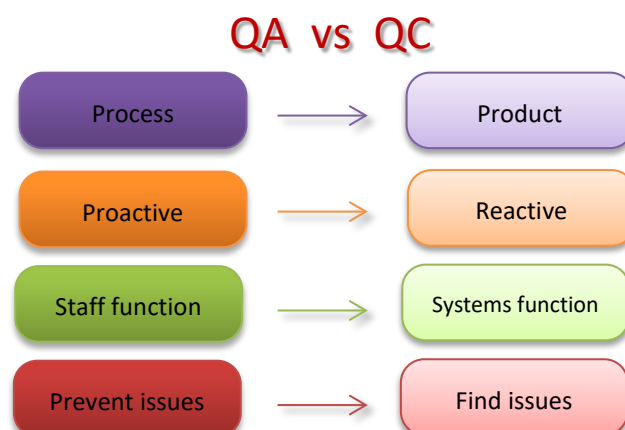 QA vs QC
Process
Product
Proactive
Reactive
Staff function
Systems function
Prevent issues
Find issues